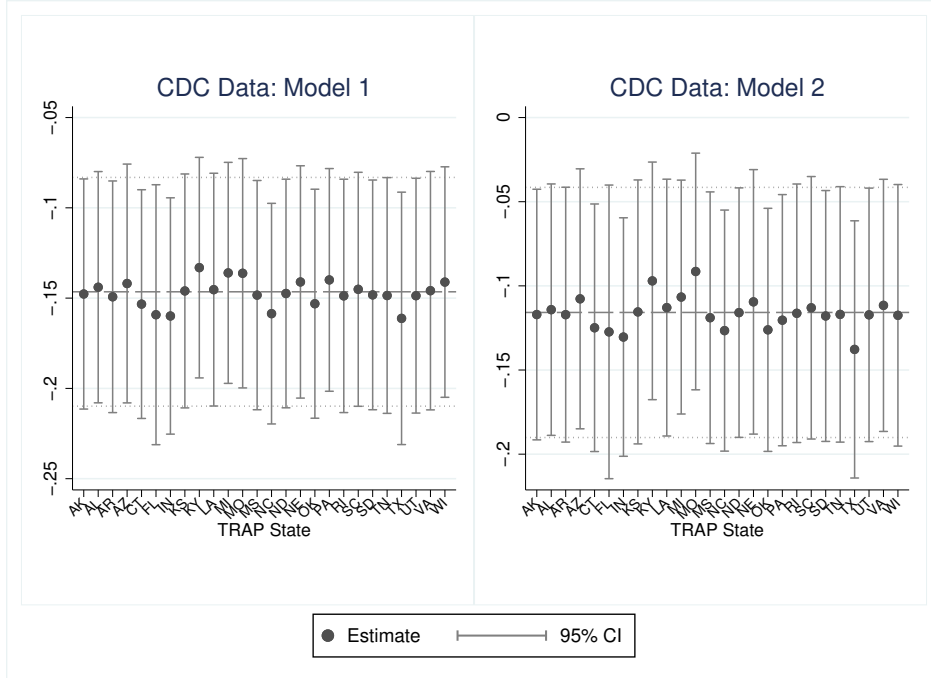 CDC Data: Model 1
−.05
−.1
−.15
−.2
−.25
AK AL AR AZ CT FL IN KS KY LA MI MO MS NC ND NE OK PA RI SC SD TN TX UT VA WI
TRAP State
CDC Data: Model 2
0
−.05
−.1
−.15
−.2
AK AL AR AZ CT FL IN KS KY LA MI MO MS NC ND NE OK PA RI SC SD TN TX UT VA WI
TRAP State
Estimate 95% CI